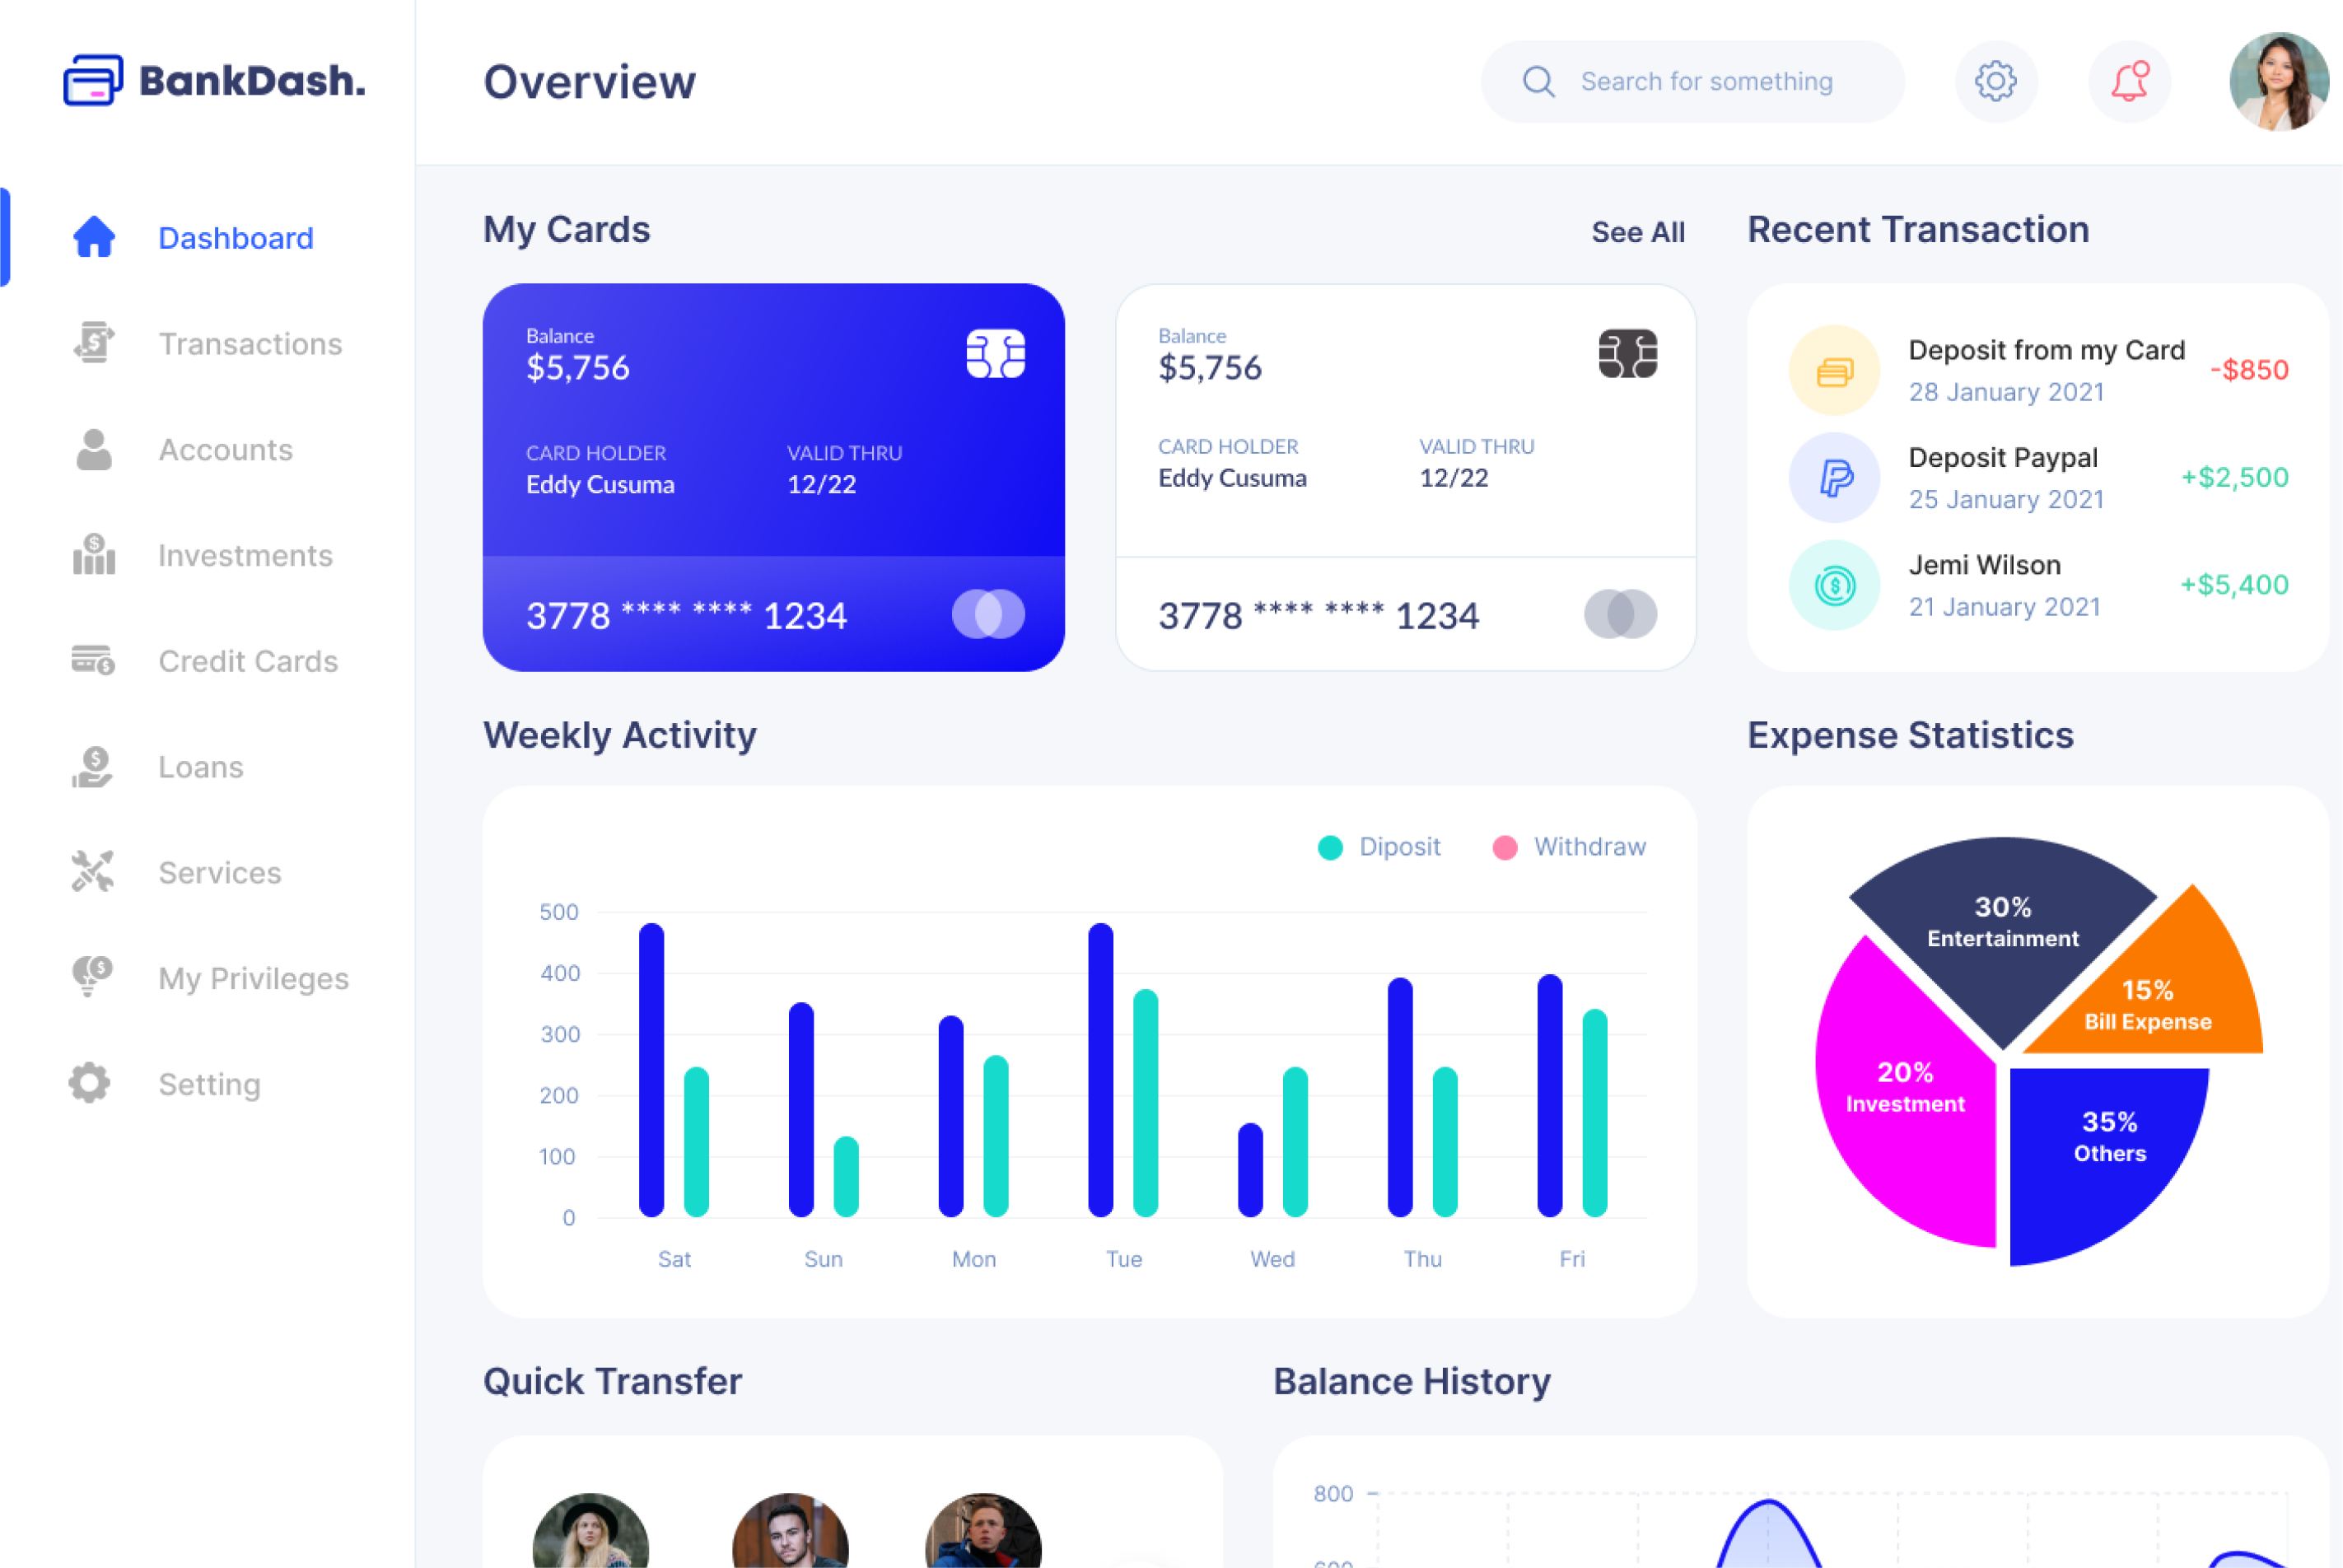 BankDash.
Overview
Search for something
Dashboard
Transactions
Accounts
Investments
Credit Cards
Loans
Services
My Privileges
Setting
My Cards
See All
Balance
$5,756
CARD HOLDER
Eddy Cusuma
VALID THRU
12/22
3778 **** **** 1234
Balance
$5,756
CARD HOLDER
Eddy Cusuma
VALID THRU
12/22
3778 **** **** 1234
Recent Transaction
Deposit from my Card
28 January 2021
-$850
Deposit Paypal
25 January 2021
+$2,500
Jemi Wilson
21 January 2021
+$5,400
Weekly Activity
Diposit
Withdraw
500
400
300
200
100
0
Sat
Sun
Mon
Tue
Wed
Thu
Fri
Expense Statistics
30%
Entertainment
15%
Bill Expense
20%
Investment
35%
Others
Quick Transfer
Balance History
800